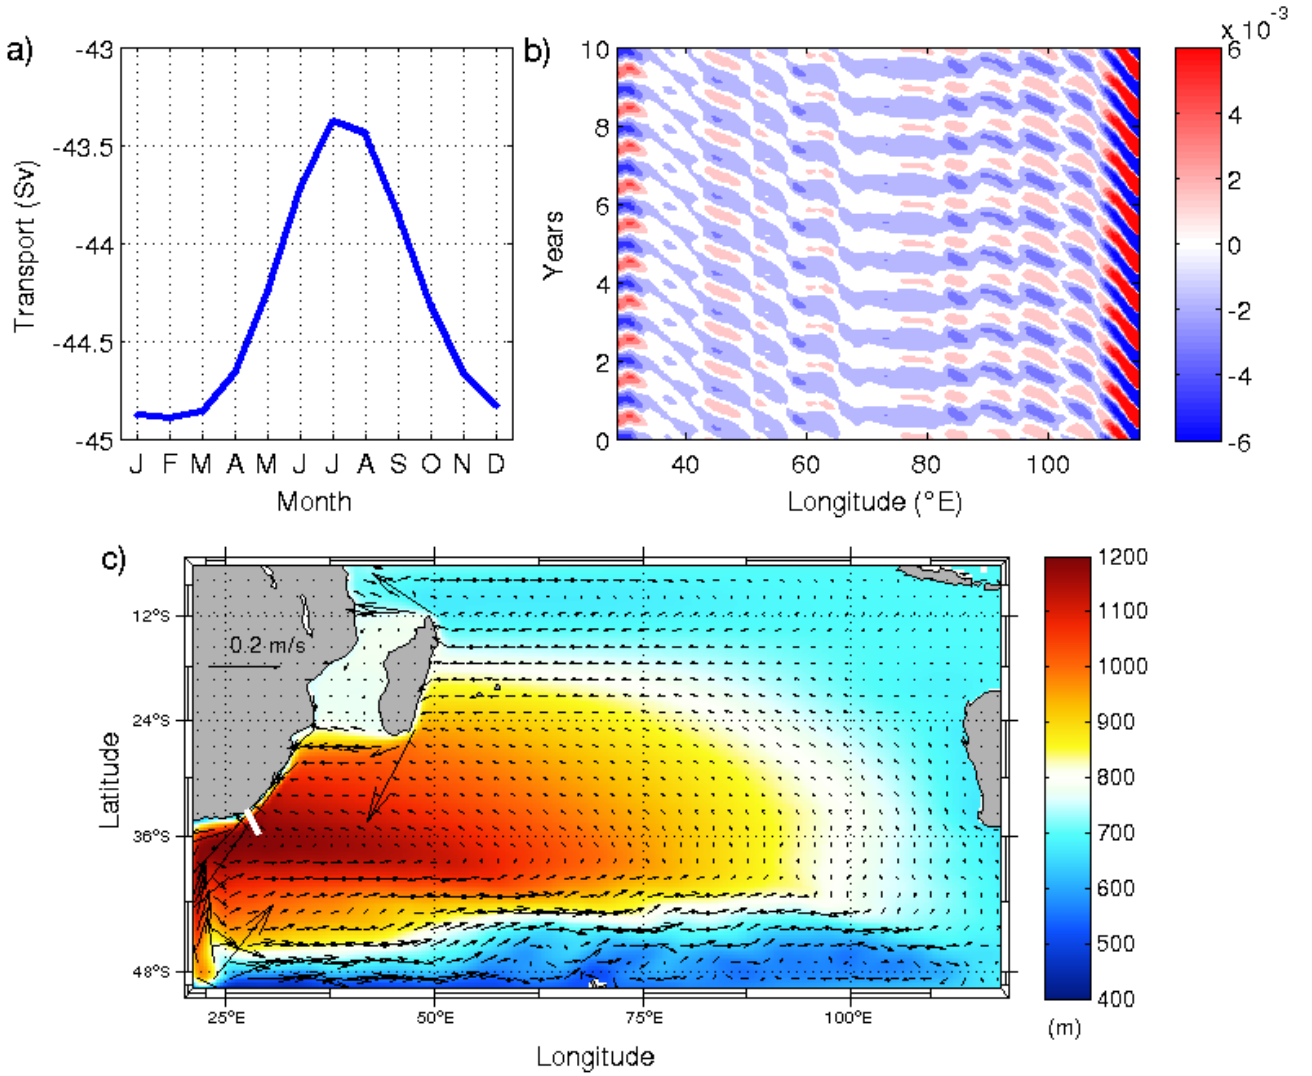 a)
-43
-43.5
-44
-44.5
-45
Transport (Sv)
J F M A M J J A S O N D
Month
b)
10
8
6
4
2
0
Years
40 60 80 100
Longitude (°E)
x 10-3
6
4
2
0
-2
-4
-6
c)
12°S
24°S
36°S
48°S
Latitude
0.2 m/s
25°E 50°E 75°E 100°E
Longitude
1200
1100
1000
900
800
700
600
500
400
(m)